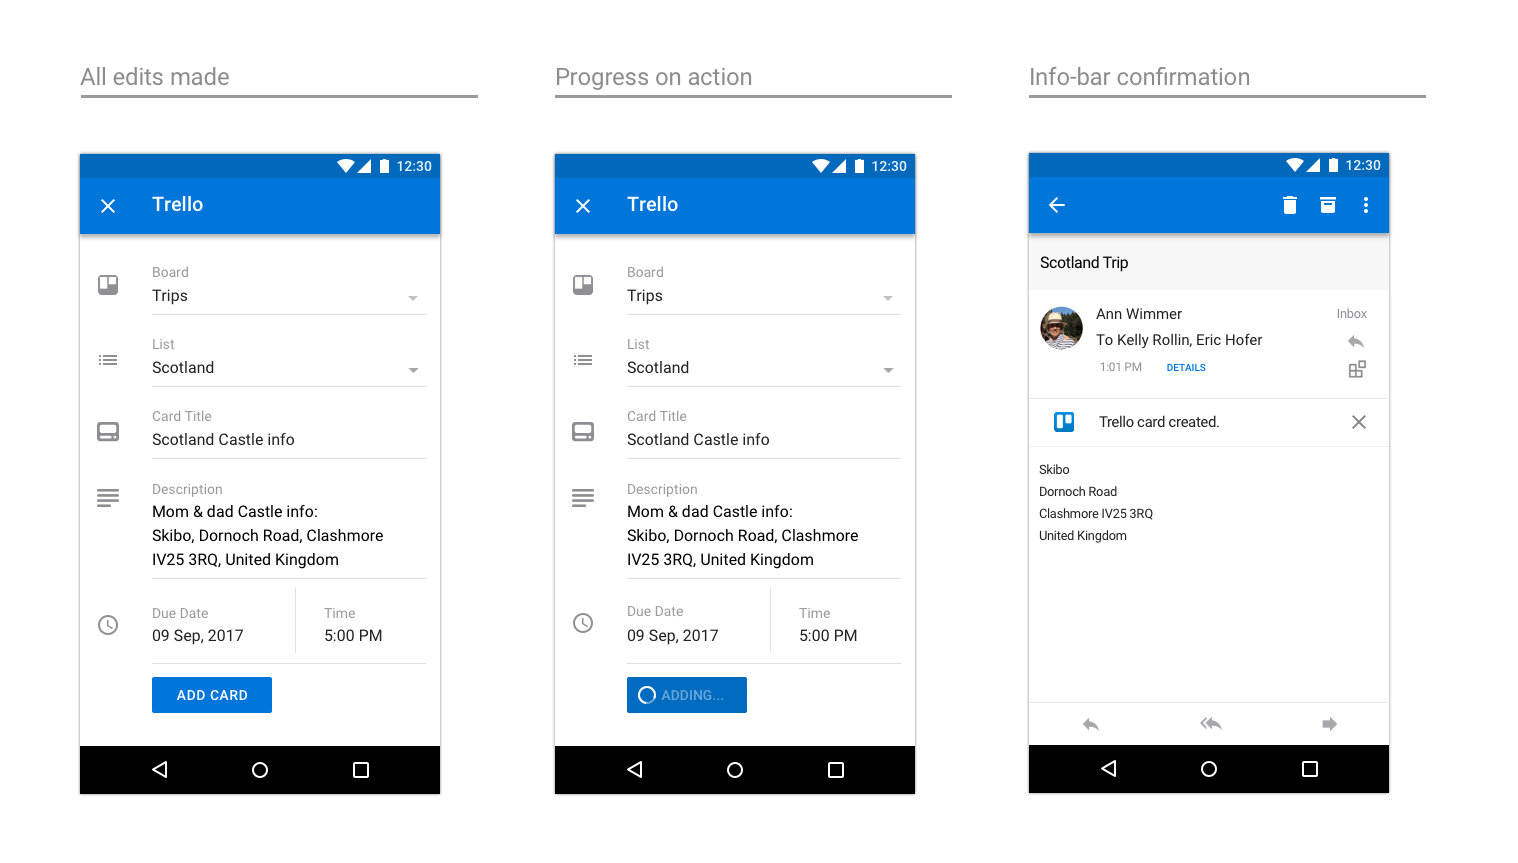 All edits made
12:30
Trello
Board
Trips
List
Scotland
Card Title
Scotland Castle info
Description
Mom & dad Castle info:
Skibo, Dornoch Road, Clashmore
IV25 3RQ, United Kingdom
Due Date
Time
09 Sep, 2017
5:00 PM
ADD CARD
Progress on action
12:30
Trello
Board
Trips
List
Scotland
Card Title
Scotland Castle info
Description
Mom & dad Castle info:
Skibo, Dornoch Road, Clashmore
IV25 3RQ, United Kingdom
Due Date
Time
09 Sep, 2017
5:00 PM
ADDING...
Info-bar confirmation
12:30
Scotland Trip
Ann Wimmer
Inbox
To Kelly Rollin, Eric Hofer
1:01 PM
DETAILS
Trello card created.
Skibo
Dornoch Road
Clashmore IV25 3RQ
United Kingdom